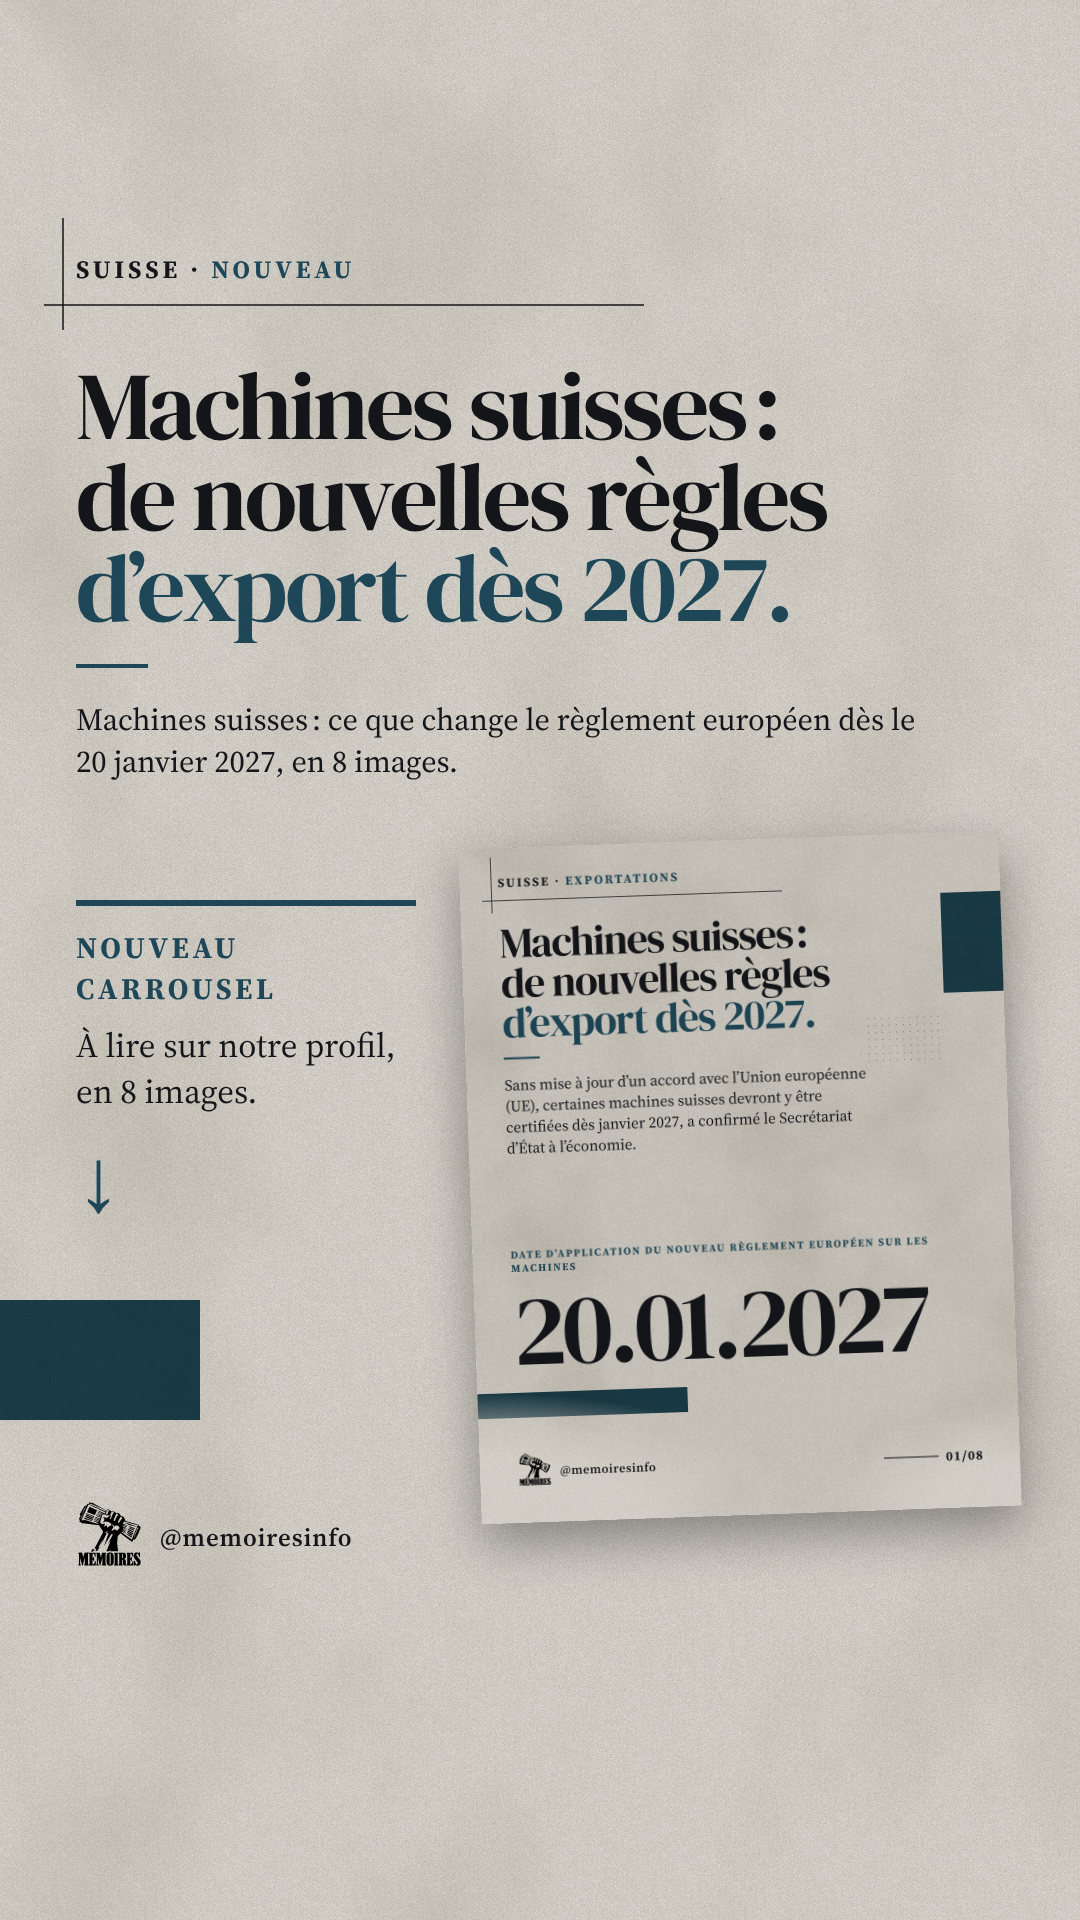 SUISSE · NOUVEAU
Machines suisses :
de nouvelles règles
d’export dès 2027.
Machines suisses : ce que change le règlement européen dès le
20 janvier 2027, en 8 images.
NOUVEAU
CARROUSEL
À lire sur notre profil,
en 8 images.
↓
SUISSE · EXPORTATIONS
Machines suisses :
de nouvelles règles
d’export dès 2027.
Sans mise à jour d’un accord avec l’Union européenne
(UE), certaines machines suisses devront y être
certifiées dès janvier 2027, a confirmé le Secrétariat
d’État à l’économie.
DATE D’APPLICATION DU NOUVEAU RÈGLEMENT EUROPÉEN SUR LES
MACHINES
20.01.2027
MÉMOIRES
@memoiresinfo
01/08
MÉMOIRES
@memoiresinfo